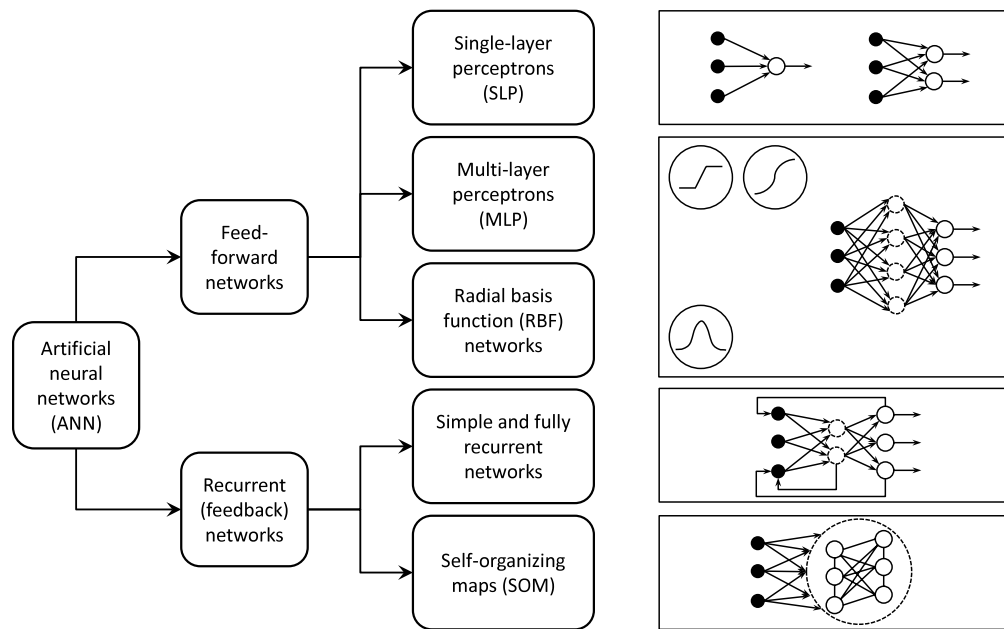 Single-layer
perceptrons
(SLP)
Multi-layer
perceptrons
(MLP)
Feed-
forward
networks
Radial basis
function (RBF)
networks
Artificial
neural
networks
(ANN)
Simple and fully
recurrent
networks
Recurrent
(feedback)
networks
Self-organizing
maps (SOM)